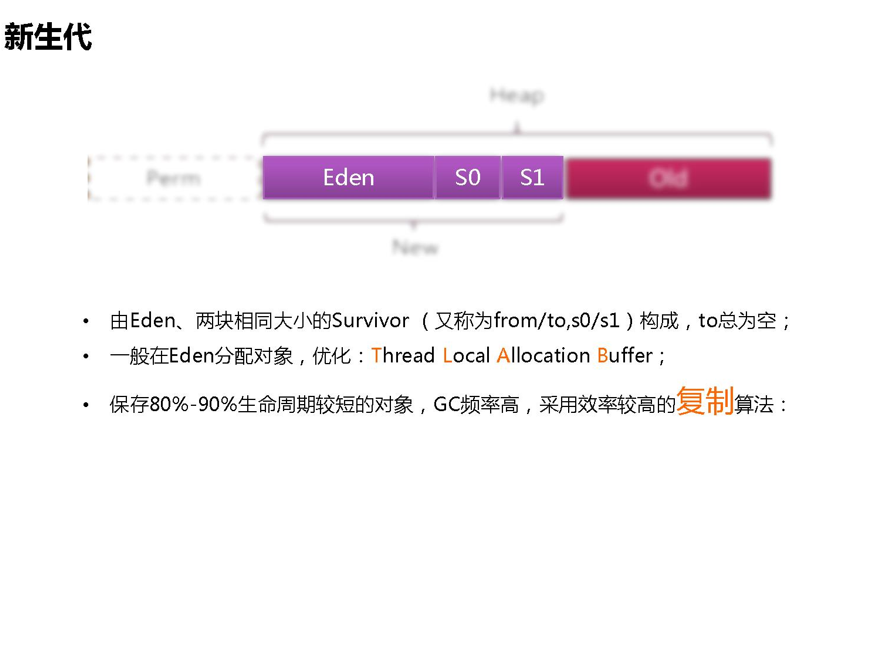 新生代
Heap
Perm
Eden
S0
S1
Old
New
• 由Eden、两块相同大小的Survivor （又称为from/to,s0/s1）构成，to总为空；
• 一般在Eden分配对象，优化：Thread Local Allocation Buffer；
• 保存80%-90%生命周期较短的对象，GC频率高，采用效率较高的复制算法：